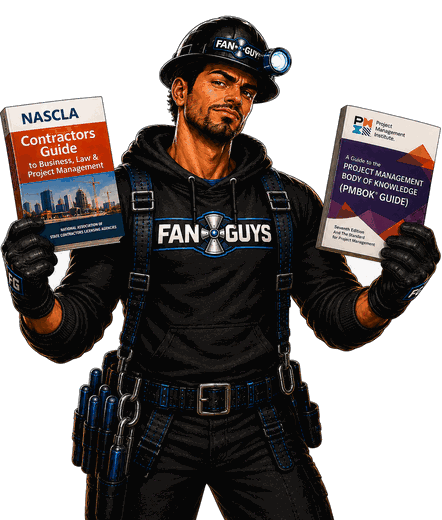 FAN GUYS
NASCLA
Contractors
Guide
to Business, Law &
Project Management
NATIONAL ASSOCIATION OF
STATE CONTRACTORS LICENSING AGENCIES
Project
Management
Institute.
A Guide to the
PROJECT MANAGEMENT
BODY OF KNOWLEDGE
(PMBOK® GUIDE)
Seventh Edition
And The Standard
for Project Management
FAN GUYS
FG